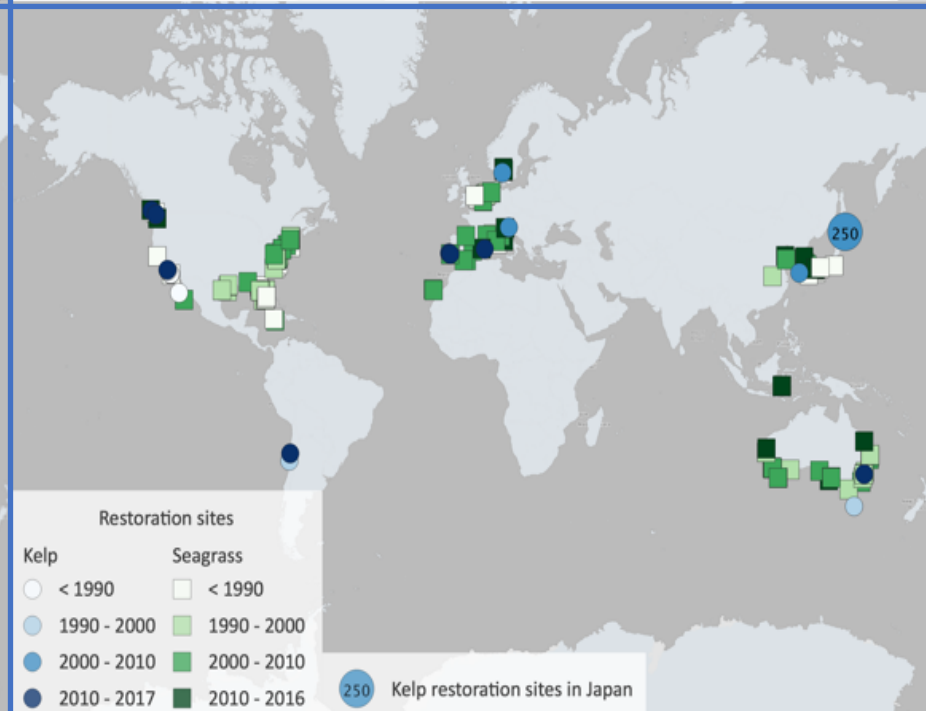 250
Restoration sites
Kelp Seagrass
< 1990 < 1990
1990 - 2000 1990 - 2000
2000 - 2010 2000 - 2010
2010 - 2017 2010 - 2016
250 Kelp restoration sites in Japan